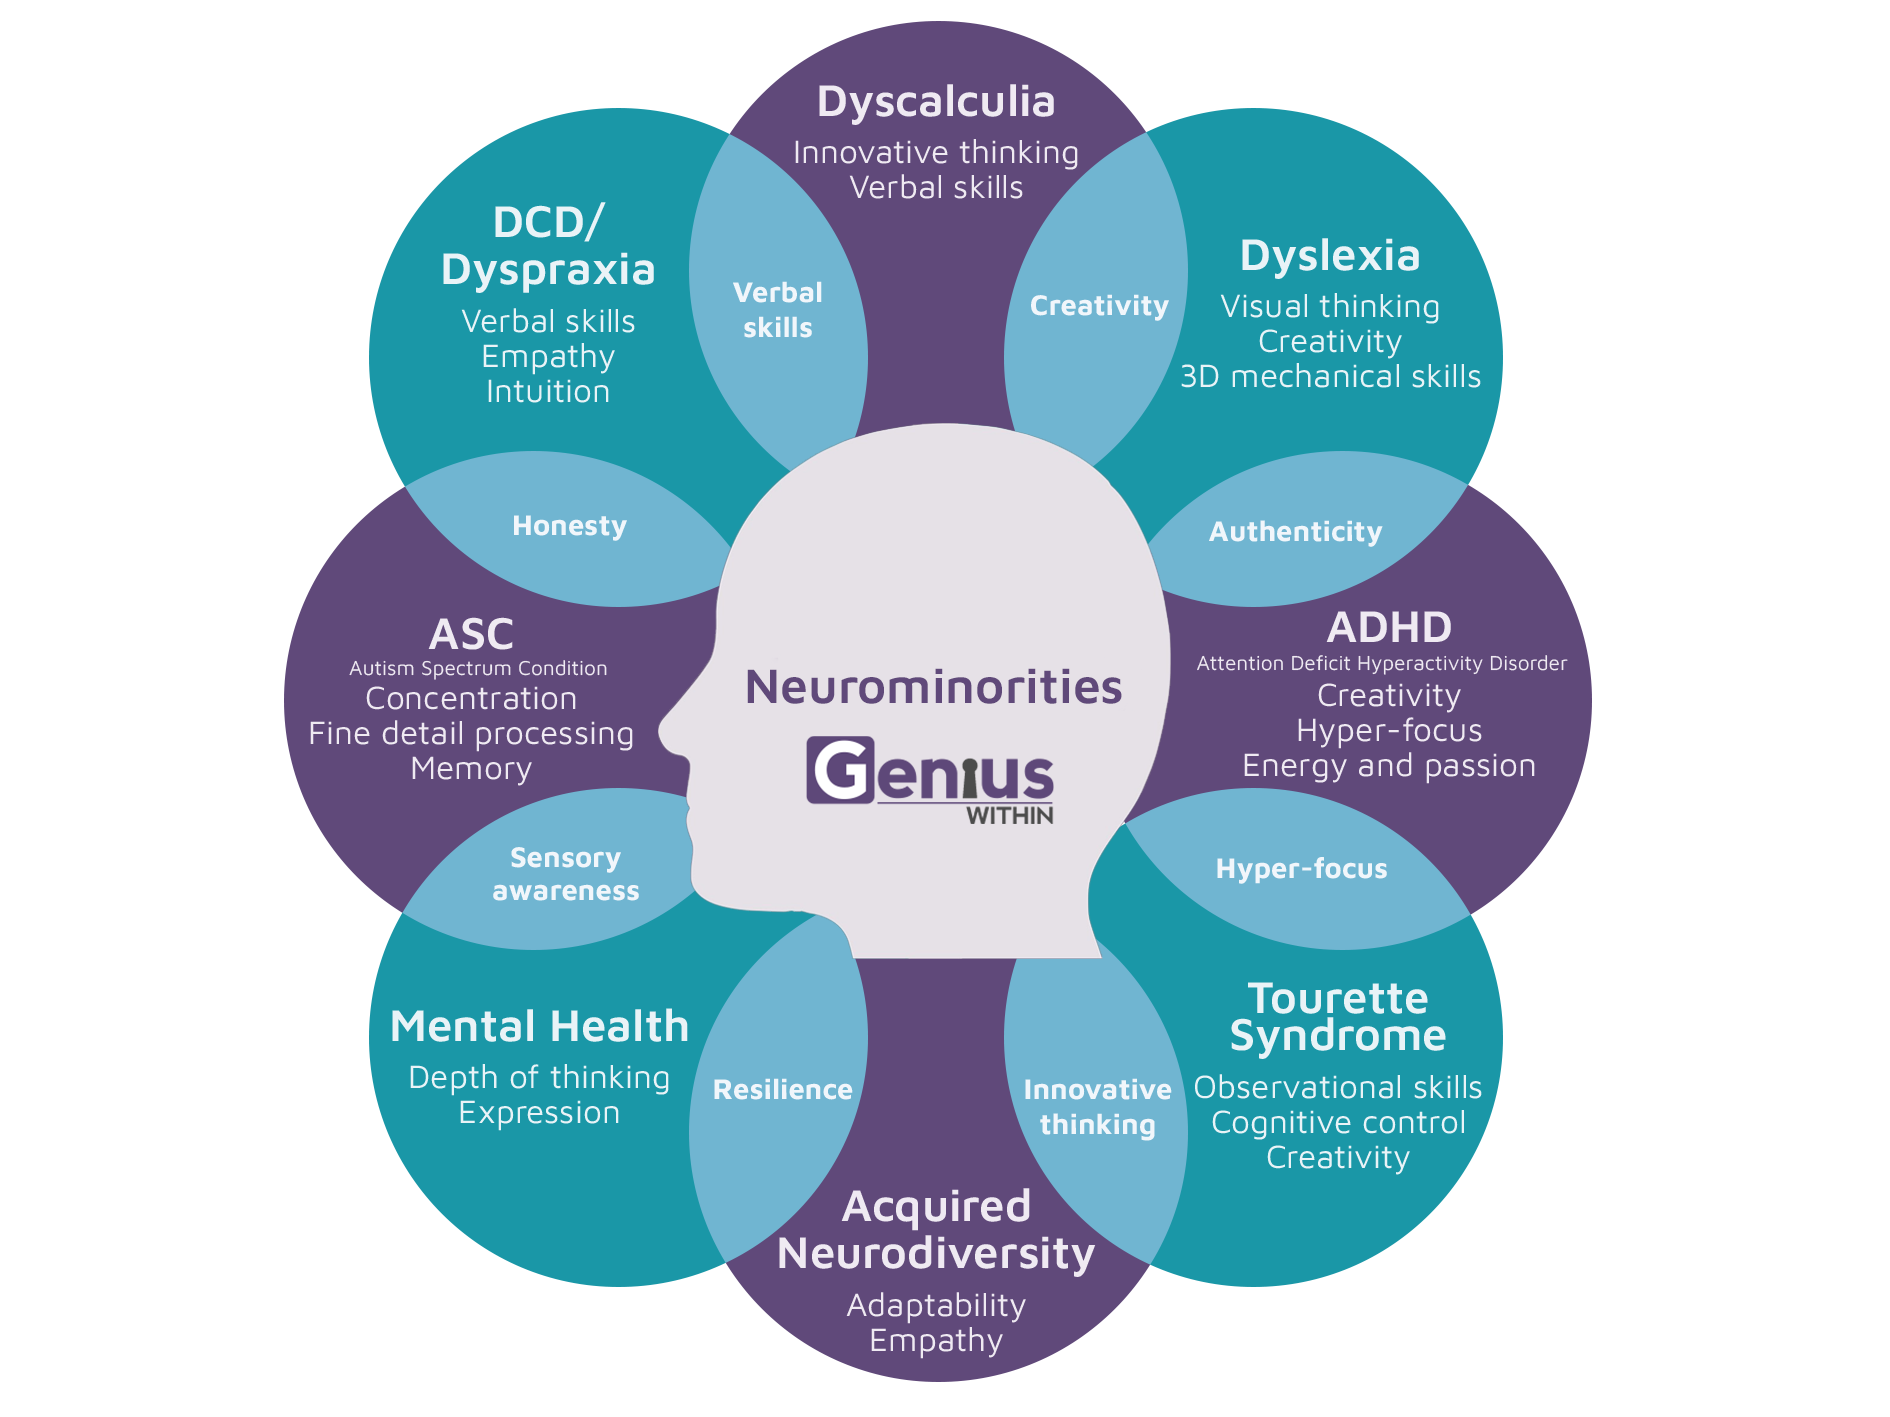 Dyscalculia
Innovative thinking
Verbal skills
DCD/
Dyspraxia
Verbal skills
Empathy
Intuition
Verbal
skills
Creativity
Dyslexia
Visual thinking
Creativity
3D mechanical skills
Honesty
Authenticity
ASC
Autism Spectrum Condition
Concentration
Fine detail processing
Memory
Neurominorities
Genius
WITHIN
ADHD
Attention Deficit Hyperactivity Disorder
Creativity
Hyper-focus
Energy and passion
Sensory
awareness
Hyper-focus
Mental Health
Depth of thinking
Expression
Resilience
Innovative
thinking
Tourette
Syndrome
Observational skills
Cognitive control
Creativity
Acquired
Neurodiversity
Adaptability
Empathy